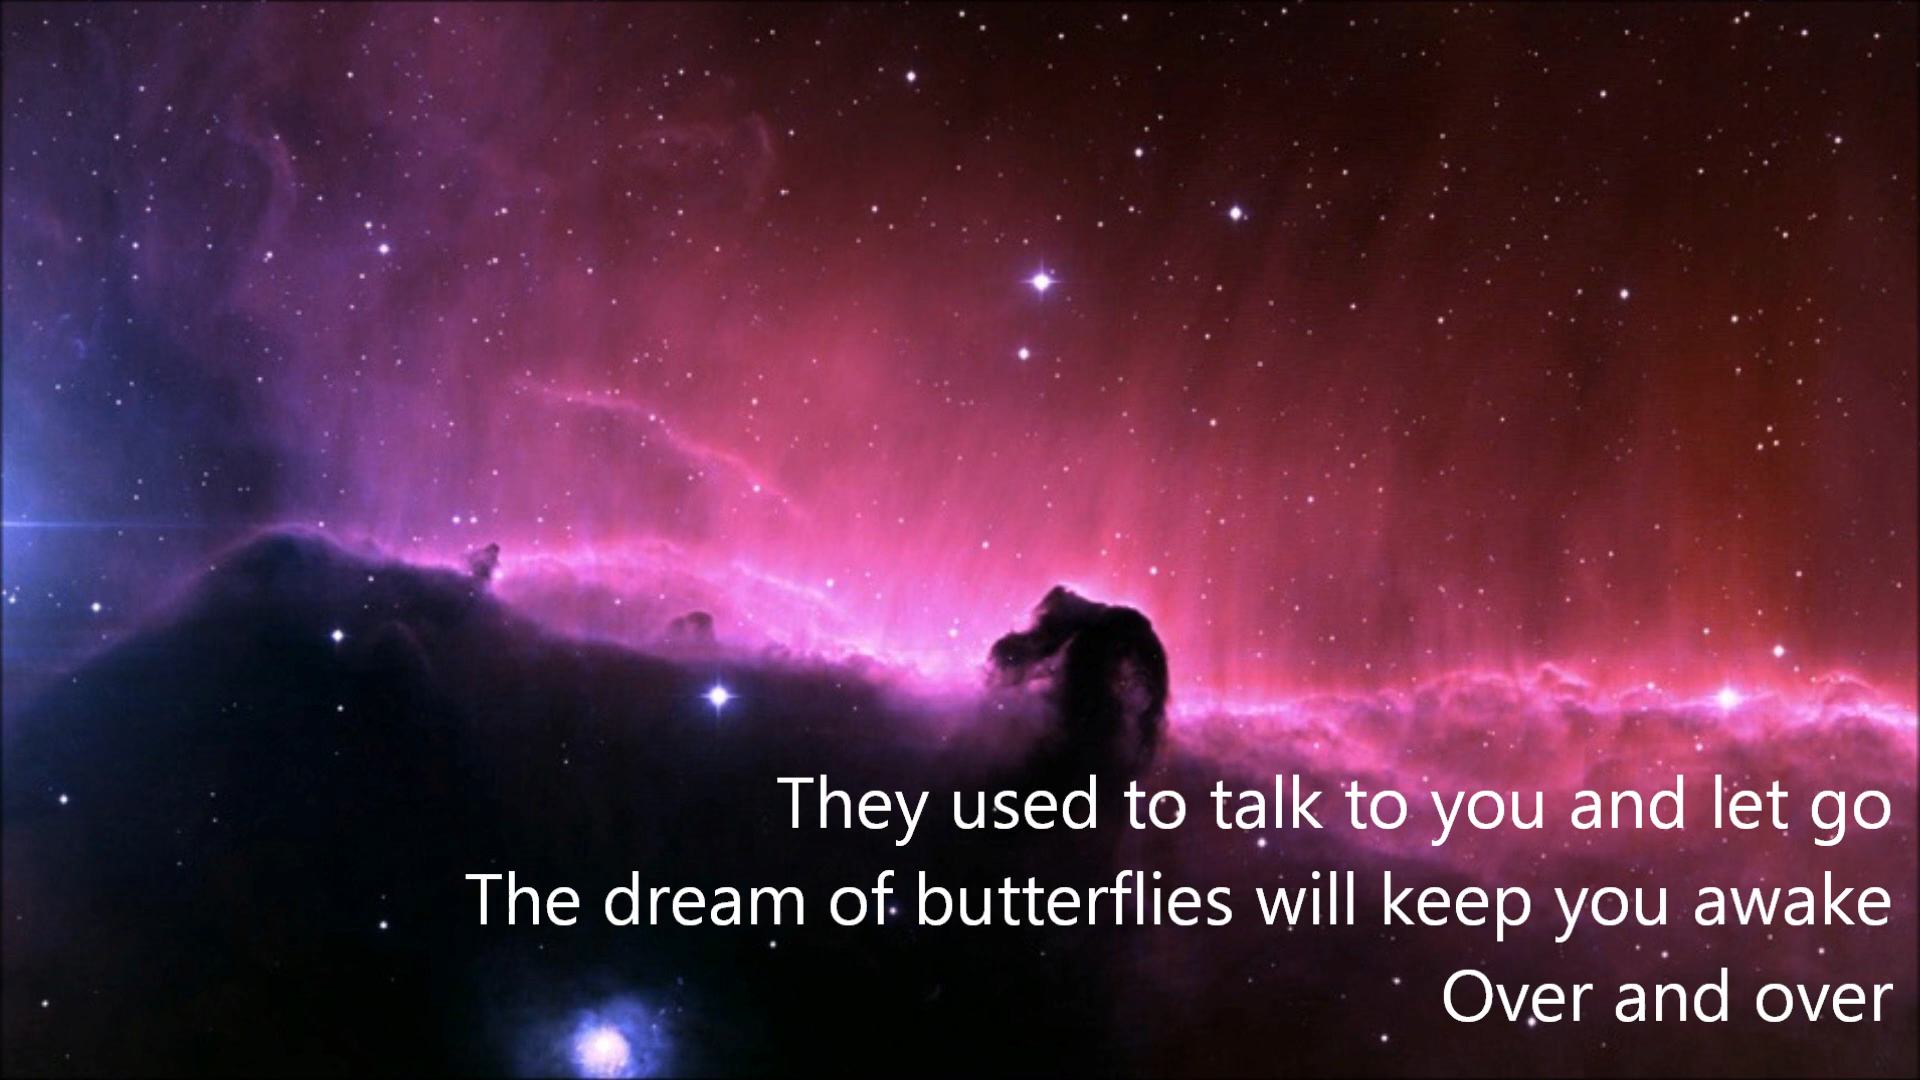 They used to talk to you and let go
The dream of butterflies will keep you awake
Over and over